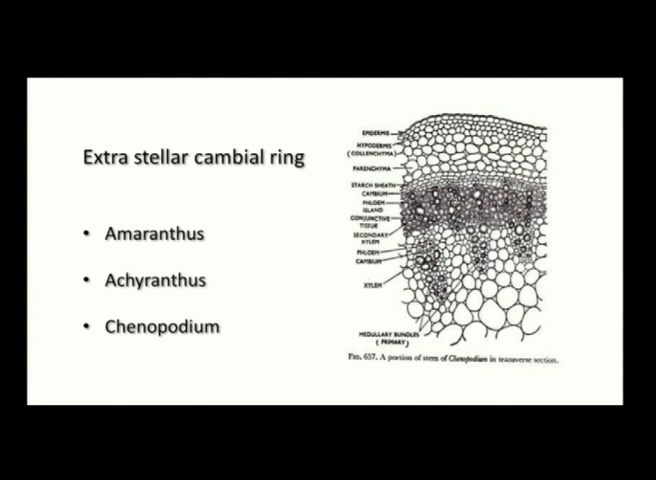 Extra stellar cambial ring
• Amaranthus
• Achyranthus
• Chenopodium
EPIDERMIS
HYPODERMIS
(COLLENCHYMA)
PARENCHYMA
STARCH SHEATH
CAMBIUM
PHLOEM
ISLAND
CONJUNCTIVE
TISSUE
SECONDARY
XYLEM
PHLOEM
CAMBIUM
XYLEM
MEDULLARY BUNDLES
(PRIMARY)
FIG. 657. A portion of stem of Chenopodium in transverse section.